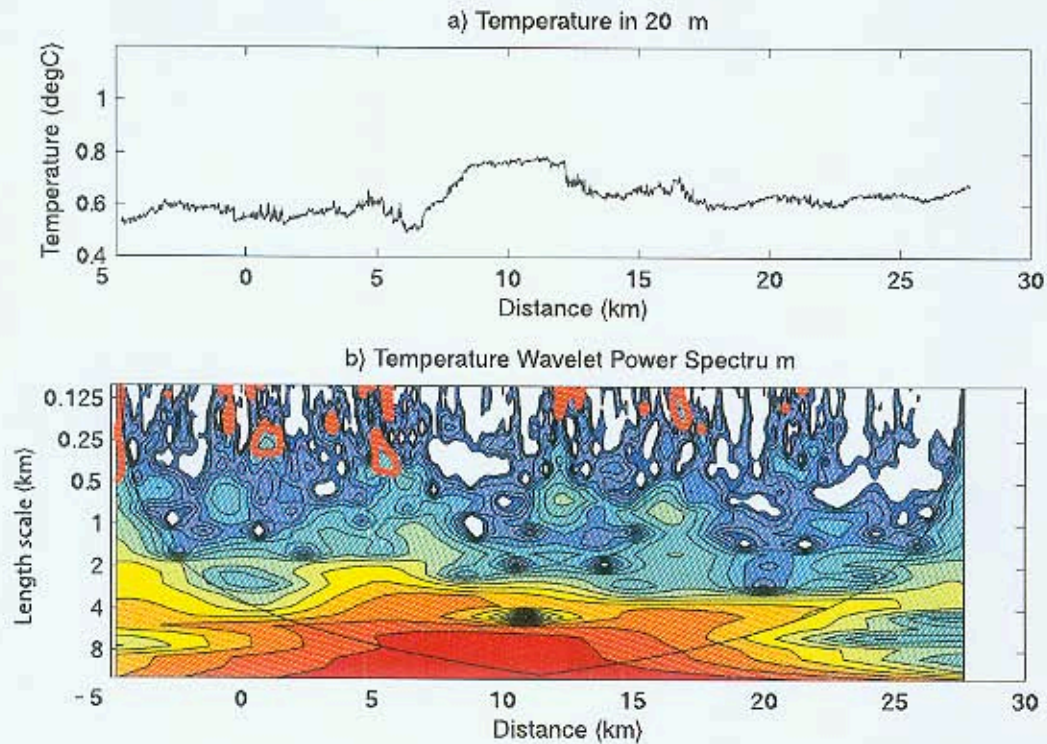 a) Temperature in 20 m
Temperature (degC)
1
0.8
0.6
0.4
5 0 5 10 15 20 25 30
Distance (km)
b) Temperature Wavelet Power Spectru m
Length scale (km)
0.125
0.25
0.5
1
2
4
8
- 5 0 5 10 15 20 25 30
Distance (km)